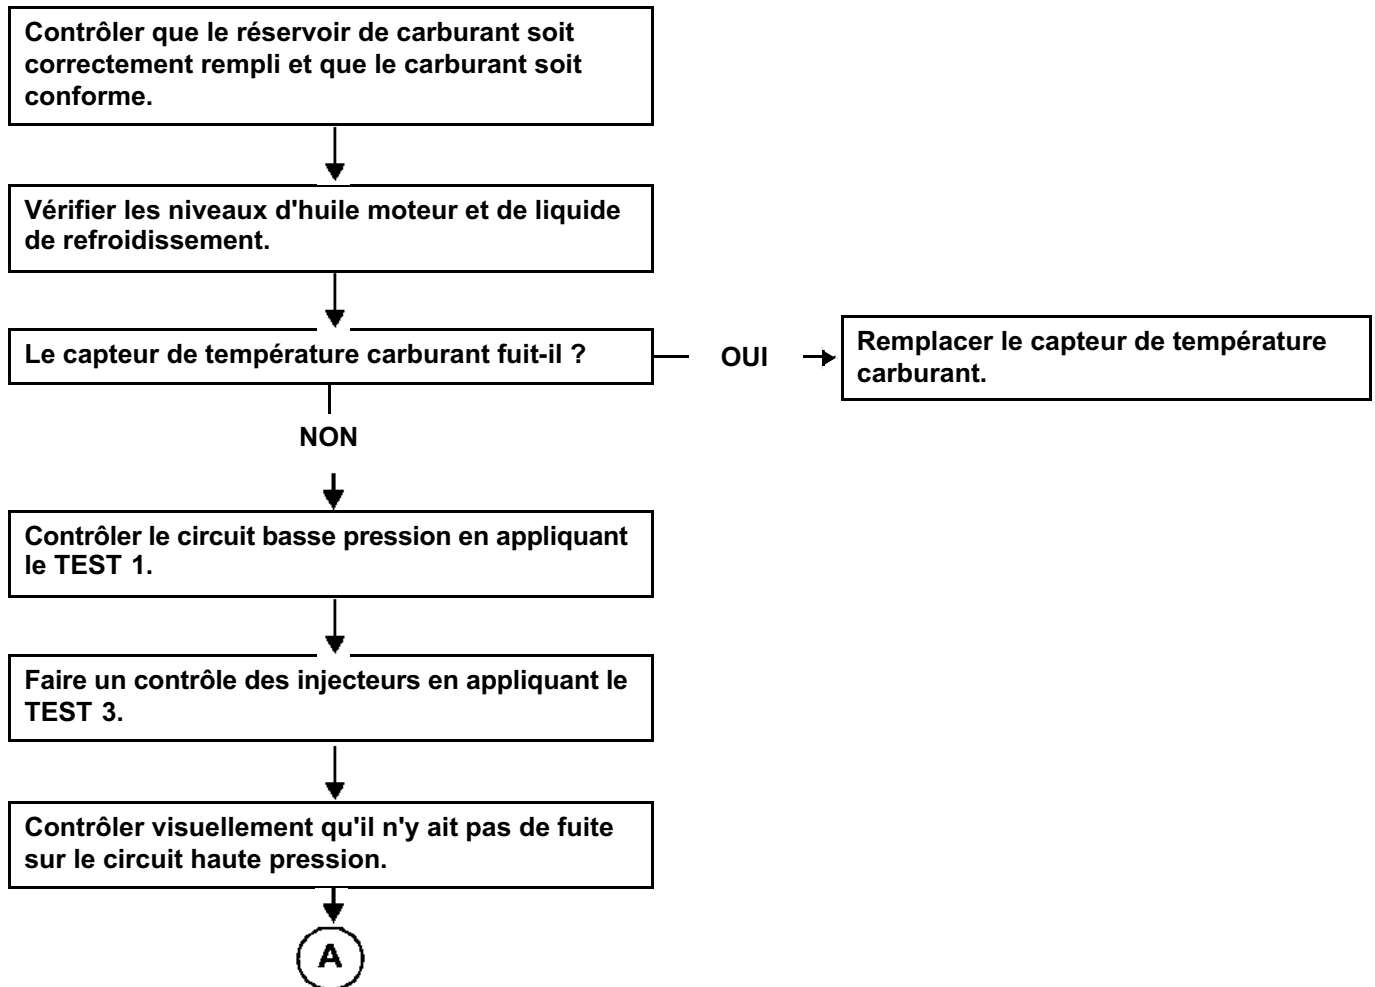 Contrôler que le réservoir de carburant soit
correctement rempli et que le carburant soit
conforme.
Vérifier les niveaux d'huile moteur et de liquide
de refroidissement.
Le capteur de température carburant fuit-il ?
OUI
Remplacer le capteur de température
carburant.
NON
Contrôler le circuit basse pression en appliquant
le TEST 1.
Faire un contrôle des injecteurs en appliquant le
TEST 3.
Contrôler visuellement qu'il n'y ait pas de fuite
sur le circuit haute pression.
A